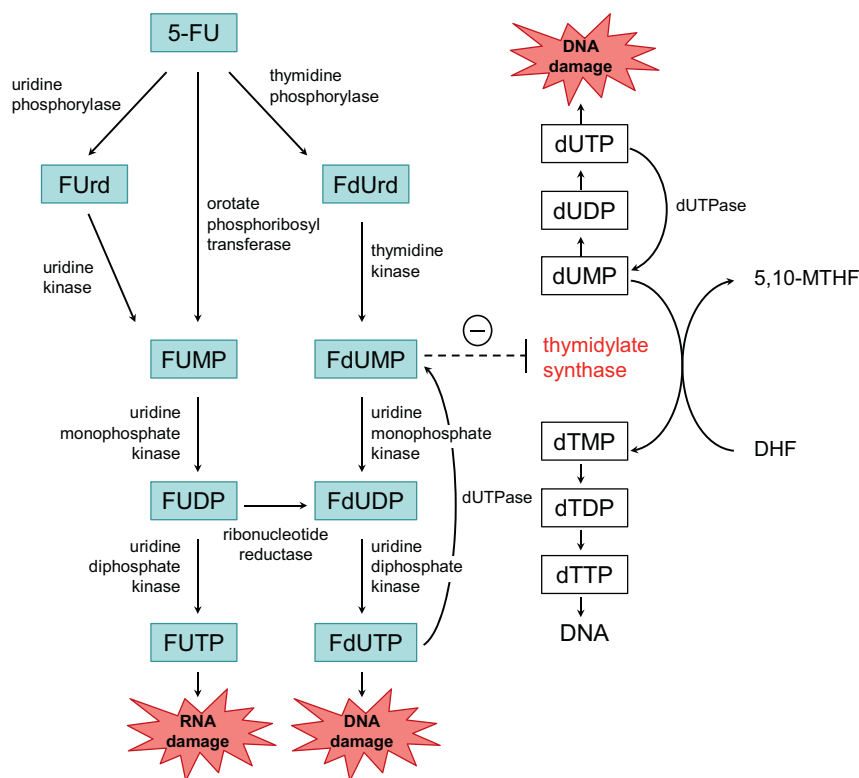 5-FU
uridine
phosphorylase
thymidine
phosphorylase
FUrd
FdUrd
orotate
phosphoribosyl
transferase
uridine
kinase
thymidine
kinase
FUMP
FdUMP
−
thymidylate
synthase
uridine
monophosphate
kinase
uridine
monophosphate
kinase
FUDP
FdUDP
ribonucleotide
reductase
dUTPase
uridine
diphosphate
kinase
uridine
diphosphate
kinase
FUTP
FdUTP
RNA
damage
DNA
damage
DNA
damage
dUTP
dUDP
dUTPase
dUMP
5,10-MTHF
dTMP
DHF
dTDP
dTTP
DNA